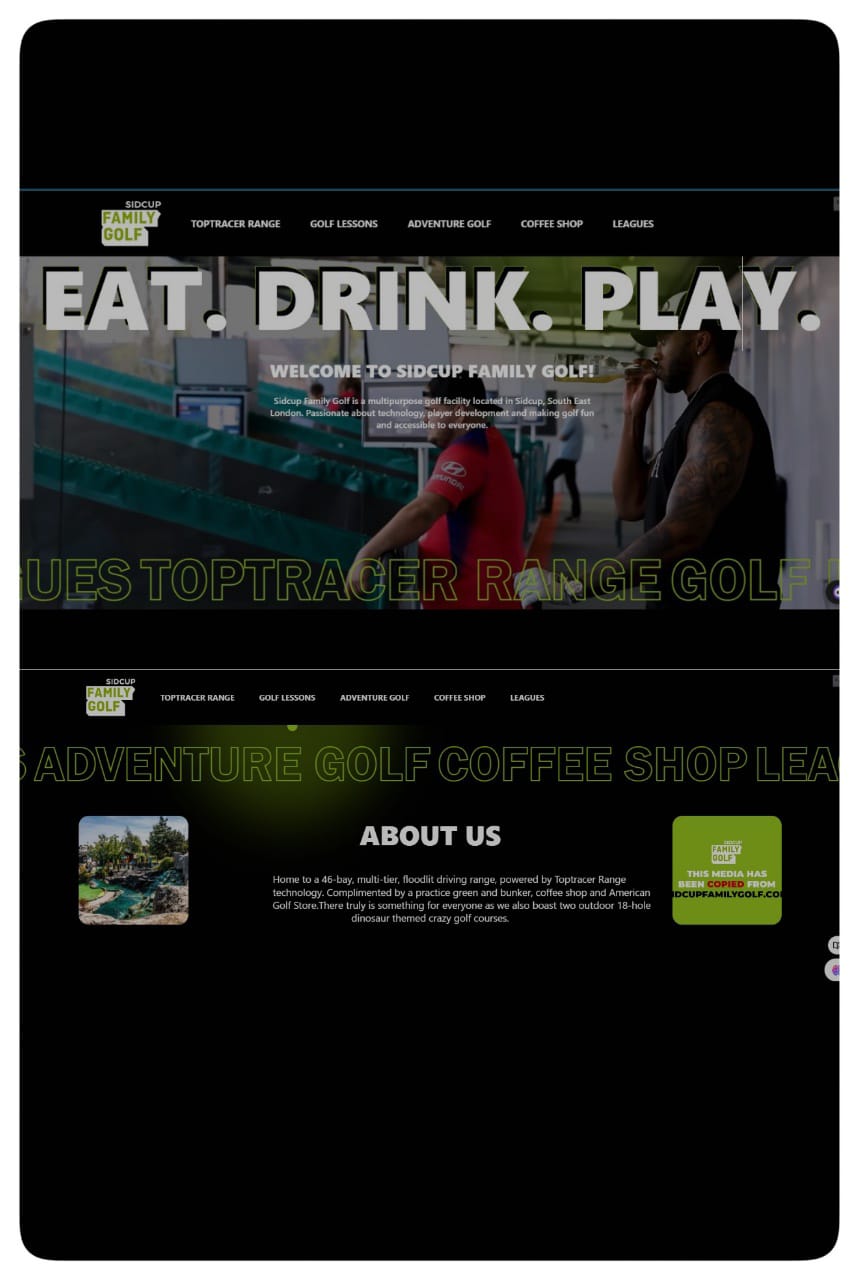 SIDCUP
FAMILY
GOLF
TOPTRACER RANGE GOLF LESSONS ADVENTURE GOLF COFFEE SHOP LEAGUES
EAT. DRINK. PLAY.
WELCOME TO SIDCUP FAMILY GOLF!
Sidcup Family Golf is a multipurpose golf facility located in Sidcup, South East
London. Passionate about technology, player development and making golf fun
and accessible to everyone.
HYUNDAI
GUES TOPTRACER RANGE GOLF
SIDCUP
FAMILY
GOLF
TOPTRACER RANGE GOLF LESSONS ADVENTURE GOLF COFFEE SHOP LEAGUES
S ADVENTURE GOLF COFFEE SHOP LEA
ABOUT US
Home to a 46-bay, multi-tier, floodlit driving range, powered by Toptracer Range
technology. Complimented by a practice green and bunker, coffee shop and American
Golf Store.There truly is something for everyone as we also boast two outdoor 18-hole
dinosaur themed crazy golf courses.
SIDCUP
FAMILY
GOLF
THIS MEDIA HAS
BEEN COPIED FROM
IDCUPFAMILYGOLF.CO